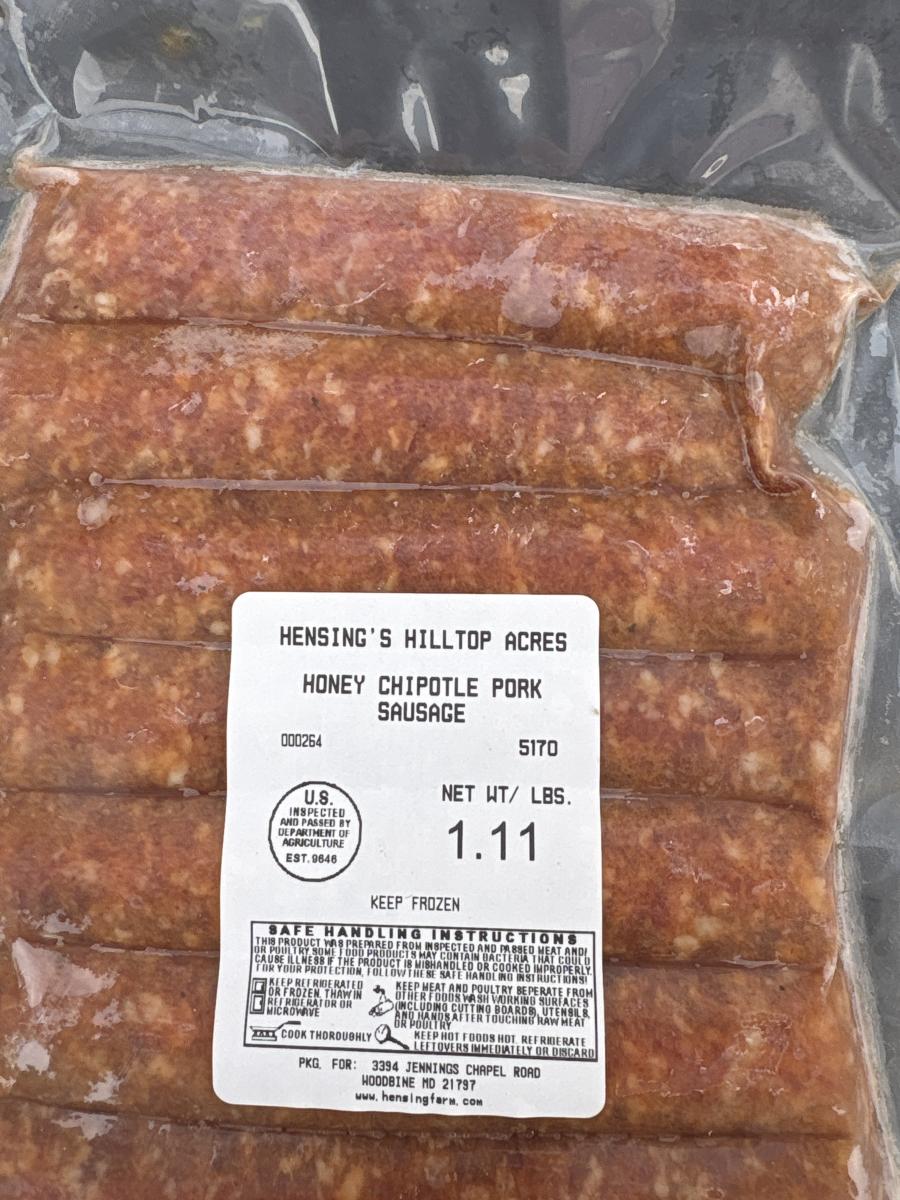 HENSING'S HILLTOP ACRES
HONEY CHIPOTLE PORK
SAUSAGE
000264
5170
U.S.
INSPECTED
AND PASSED BY
DEPARTMENT OF
AGRICULTURE
EST. 9646
NET WT/ LBS.
1.11
KEEP FROZEN
SAFE HANDLING INSTRUCTIONS
THIS PRODUCT WAS PREPARED FROM INSPECTED AND PASSED MEAT AND/
OR POULTRY SOME FOOD PRODUCTS MAY CONTAIN BACTERIA THAT COULD
CAUSE ILLNESS IF THE PRODUCT IS MISHANDLED OR COOKED IMPROPERLY.
FOR YOUR PROTECTION, FOLLOW THESE SAFE HANDLING INSTRUCTIONS!
KEEP REFRIGERATED
OR FROZEN. THAW IN
REFRIGERATOR OR
MICROWAVE
KEEP MEAT AND POULTRY SEPERATE FROM
OTHER FOODS WASH WORKING SURFACES
(INCLUDING CUTTING BOARDS), UTENSILS,
AND HANDS AFTER TOUCHING RAW MEAT
OR POULTRY
COOK THOROUGHLY
KEEP HOT FOODS HOT. REFRIGERATE
LEFTOVERS IMMEDIATELY OR DISCARD
PKG. FOR: 3394 JENNINGS CHAPEL ROAD
WOODBINE MD 21797
www.hensingfarm.com